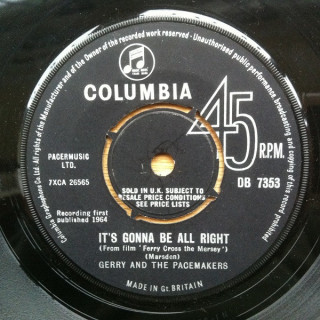 of the recorded work reserved - Unauthorised public performance broadcasting and copying of this record prohibited
Columbia Graphophone Co. Ltd. All rights of the Manufacturer and of the Owner
COLUMBIA
45
R.P.M.
PAGERMUSIC
LTD.
7XCA 26565
DB 7353
SOLD IN U.K. SUBJECT TO
RESALE PRICE CONDITIONS
SEE PRICE LISTS
Recording first
published 1964
IT'S GONNA BE ALL RIGHT
(From film 'Ferry Cross the Mersey')
(Marsden)
GERRY AND THE PACEMAKERS
MADE IN Gt. BRITAIN